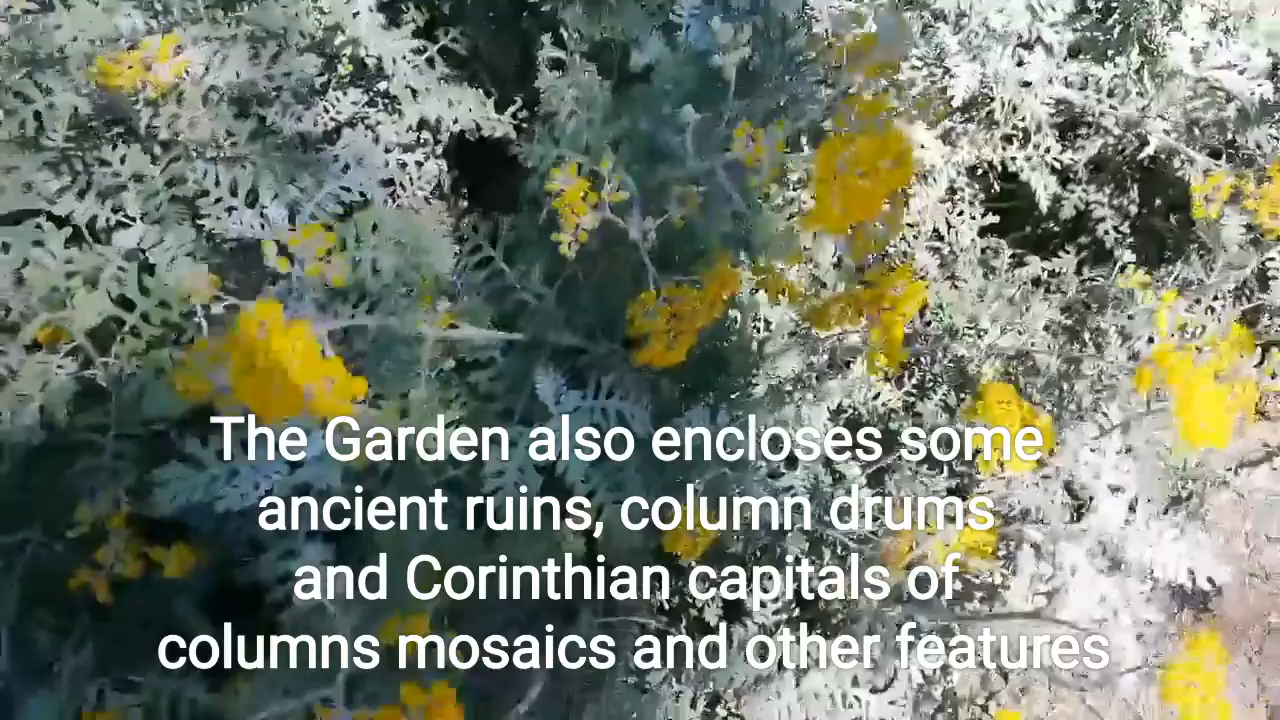 The Garden also encloses some
ancient ruins, column drums
and Corinthian capitals of
columns mosaics and other features